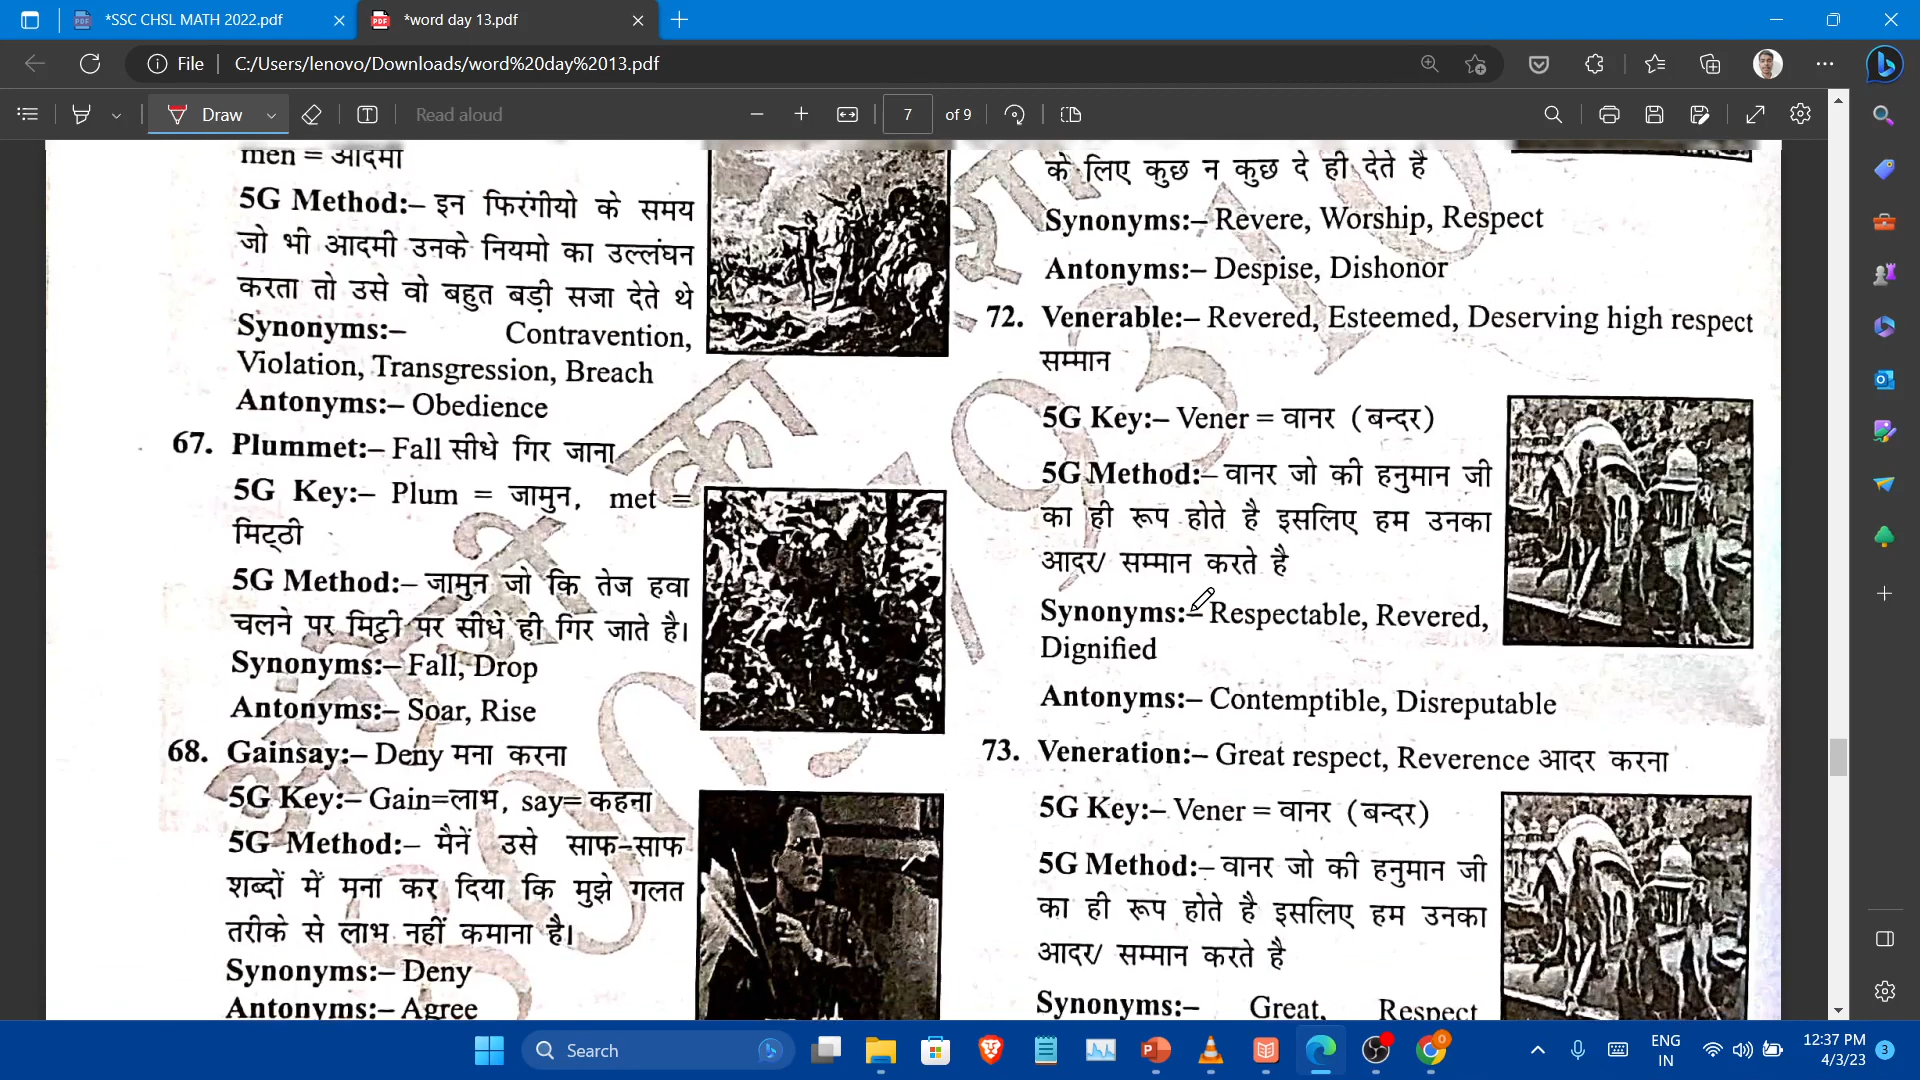 *SSC CHSL MATH 2022.pdf
*word day 13.pdf
File
C:/Users/lenovo/Downloads/word%20day%2013.pdf
Draw
Read aloud
7 of 9
men = आदमी
5G Method:– इन फिरंगीयो के समय
जो भी आदमी उनके नियमो का उल्लंघन
करता तो उसे वो बहुत बड़ी सजा देते थे
Synonyms:– Contravention,
Violation, Transgression, Breach
Antonyms:– Obedience
67. Plummet:– Fall सीधे गिर जाना
5G Key:– Plum = जामुन, met =
मिट्ठी
5G Method:– जामुन जो कि तेज हवा
चलने पर मिट्ठी पर सीधे ही गिर जाते है।
Synonyms:– Fall, Drop
Antonyms:– Soar, Rise
68. Gainsay:– Deny मना करना
5G Key:– Gain=लाभ, say= कहना
5G Method:– मैनें उसे साफ-साफ
शब्दों में मना कर दिया कि मुझे गलत
तरीके से लाभ नहीं कमाना है।
Synonyms:– Deny
Antonyms:– Agree
के लिए कुछ न कुछ दे ही देते है
Synonyms:– Revere, Worship, Respect
Antonyms:– Despise, Dishonor
72. Venerable:– Revered, Esteemed, Deserving high respect
सम्मान
5G Key:– Vener = वानर (बन्दर)
5G Method:– वानर जो की हनुमान जी
का ही रूप होते है इसलिए हम उनका
आदर/ सम्मान करते है
Synonyms:– Respectable, Revered,
Dignified
Antonyms:– Contemptible, Disreputable
73. Veneration:– Great respect, Reverence आदर करना
5G Key:– Vener = वानर (बन्दर)
5G Method:– वानर जो की हनुमान जी
का ही रूप होते है इसलिए हम उनका
आदर/ सम्मान करते है
Synonyms:– Great, Respect
Search
ENG
IN
12:37 PM
4/3/23
3